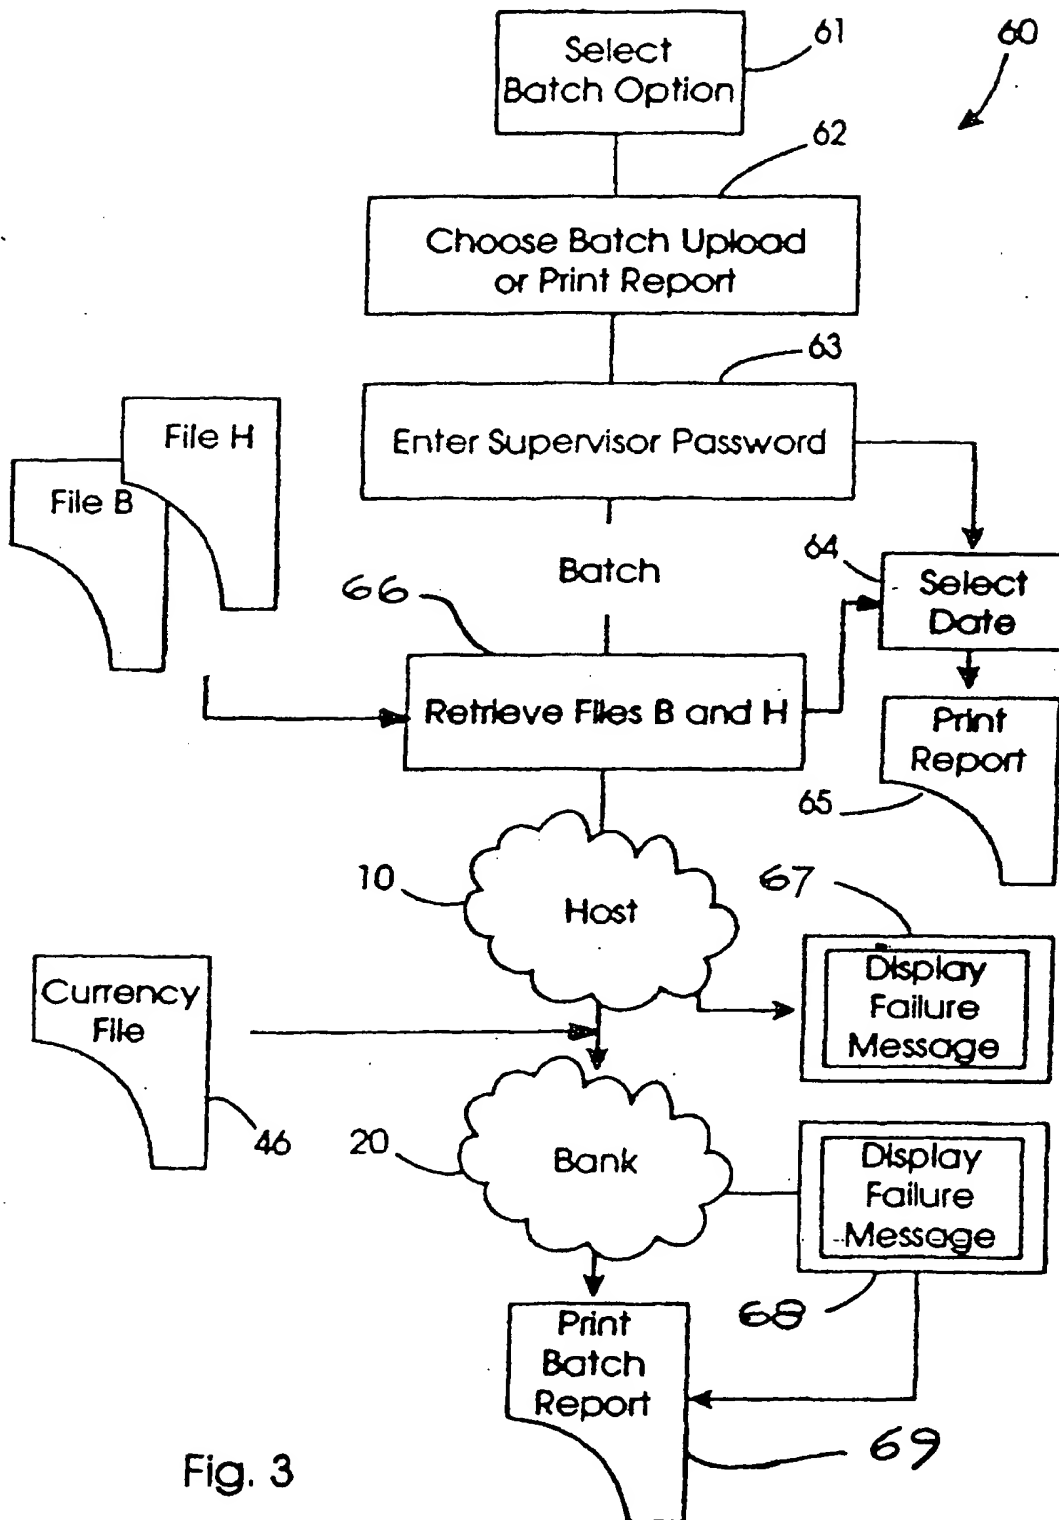 61
60
Select
Batch Option
62
Choose Batch Upload
or Print Report
63
Enter Supervisor Password
File H
File B
64
Select
Date
Batch
66
Retrieve Files B and H
Print
Report
65
10
Host
67
Display
Failure
Message
Currency
File
46
20
Bank
Display
Failure
Message
68
Print
Batch
Report
69
Fig. 3